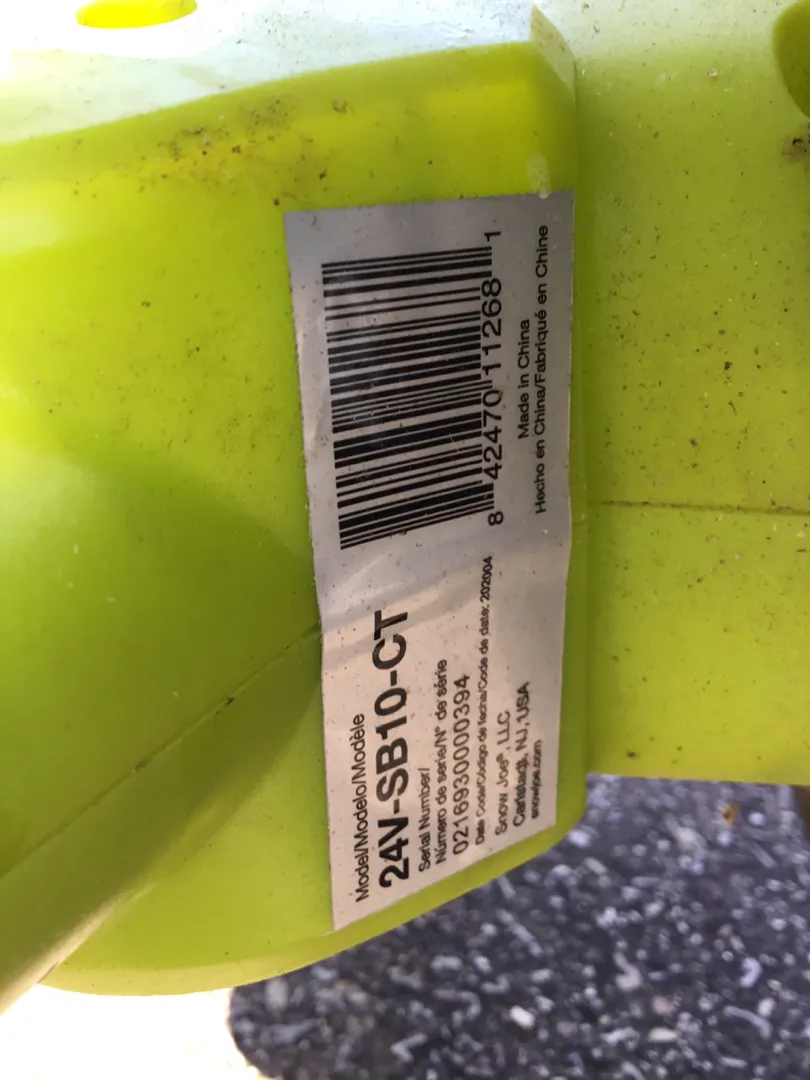 Model/Modelo/Modèle
24V-SB10-CT
Serial Number/
Número de serie/N° de série
0216930000394
Date Code/Código de fecha/Code de date: 202004
Snow Joe®, LLC
Carlstadt, NJ, USA
snowjoe.com
8 42470 11268 1
Made in China
Hecho en China/Fabriqué en Chine